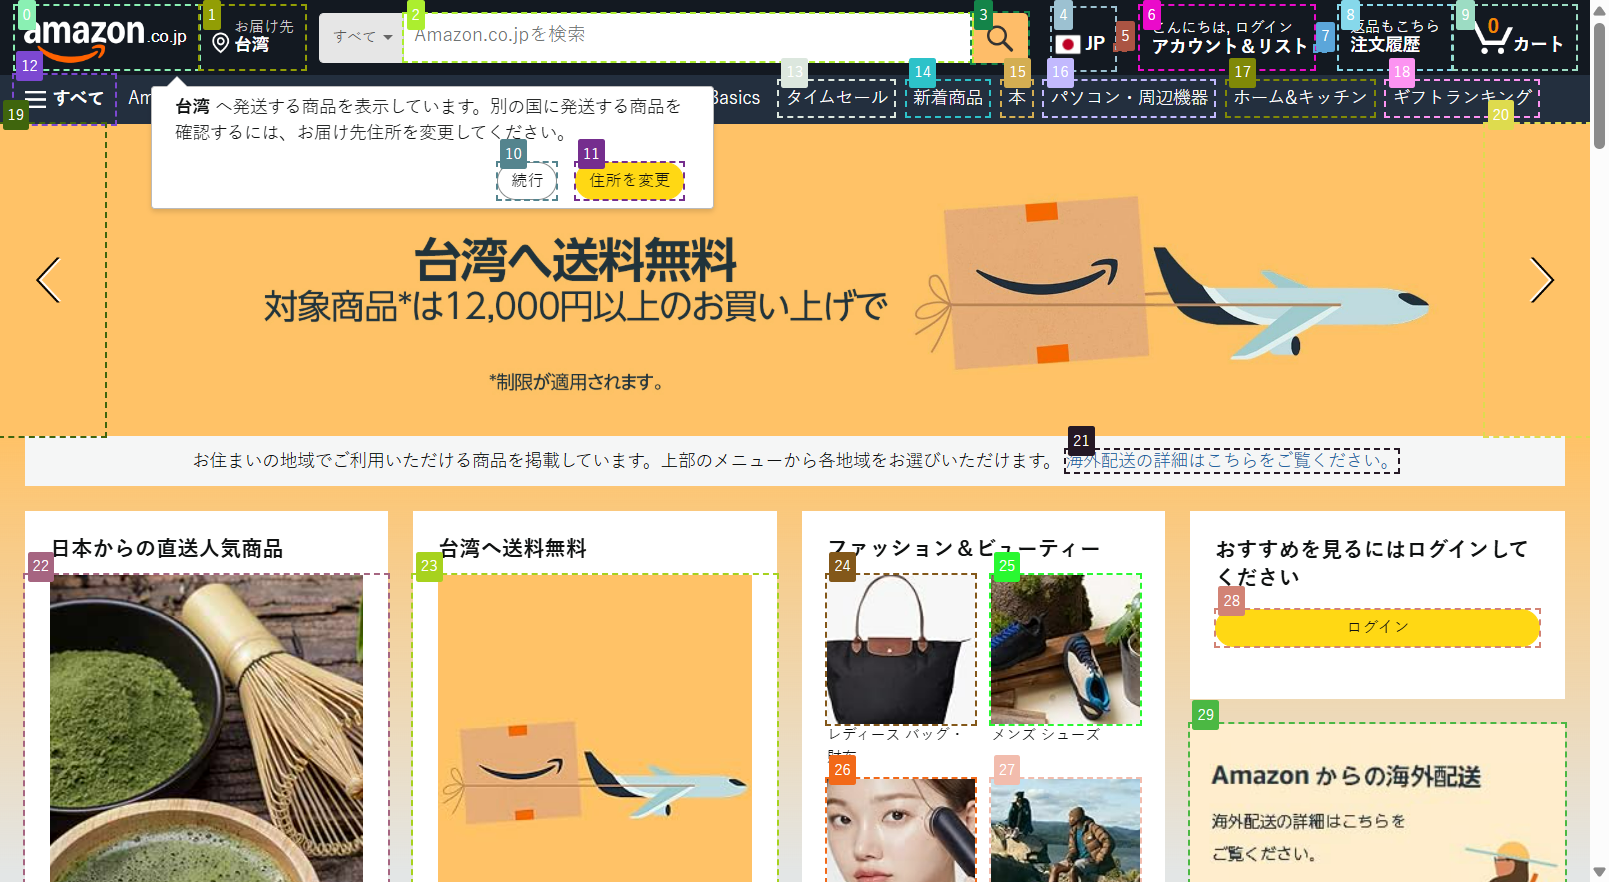 amazon.co.jp
お届け先
台湾
すべて
Amazon.co.jpを検索
JP
こんにちは, ログイン
アカウント＆リスト
返品もこちら
注文履歴
0
カート
すべて
Am
Basics
タイムセール
新着商品
本
パソコン・周辺機器
ホーム&キッチン
ギフトランキング
台湾 へ発送する商品を表示しています。別の国に発送する商品を
確認するには、お届け先住所を変更してください。
続行
住所を変更
台湾へ送料無料
対象商品*は12,000円以上のお買い上げで
*制限が適用されます。
お住まいの地域でご利用いただける商品を掲載しています。上部のメニューから各地域をお選びいただけます。 海外配送の詳細はこちらをご覧ください。
日本からの直送人気商品
台湾へ送料無料
ファッション＆ビューティー
レディース バッグ・
財布
メンズ シューズ
おすすめを見るにはログインして
ください
ログイン
Amazon からの海外配送
海外配送の詳細はこちらを
ご覧ください。
0
1
2
3
4
5
6
7
8
9
10
11
12
13
14
15
16
17
18
19
20
21
22
23
24
25
26
27
28
29